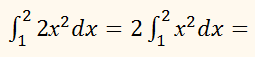 ∫₁² 2x² dx = 2 ∫₁² x² dx =